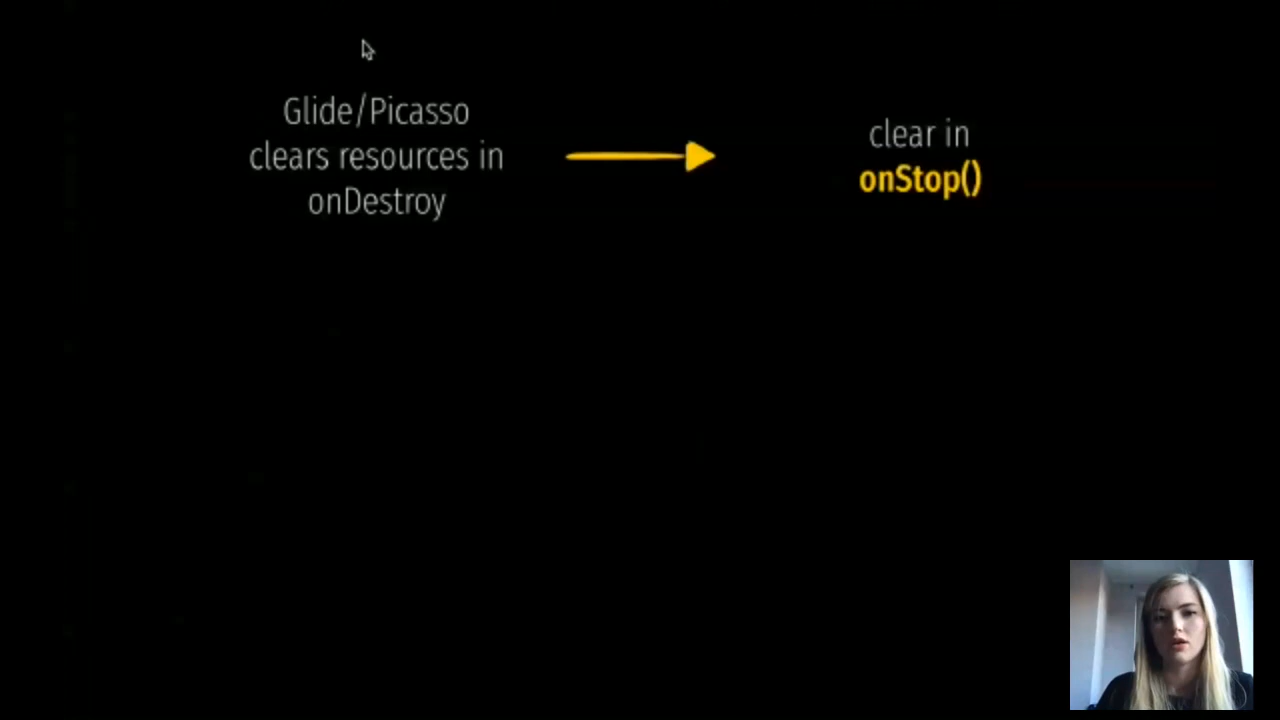 Glide/Picasso
clears resources in
onDestroy
clear in
onStop()